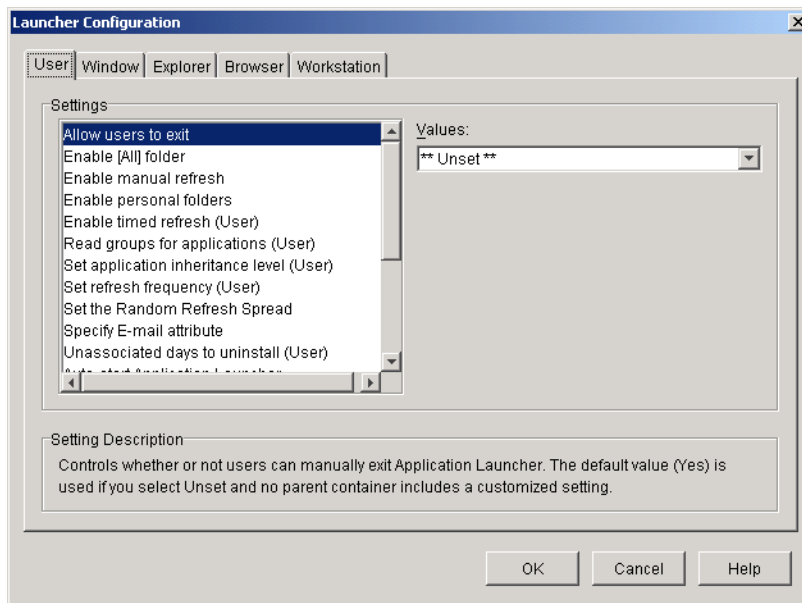 Launcher Configuration
User Window Explorer Browser Workstation
Settings
Allow users to exit
Enable [All] folder
Enable manual refresh
Enable personal folders
Enable timed refresh (User)
Read groups for applications (User)
Set application inheritance level (User)
Set refresh frequency (User)
Set the Random Refresh Spread
Specify E-mail attribute
Unassociated days to uninstall (User)
Auto-start Application Launcher
Values:
** Unset **
Setting Description
Controls whether or not users can manually exit Application Launcher. The default value (Yes) is
used if you select Unset and no parent container includes a customized setting.
OK Cancel Help